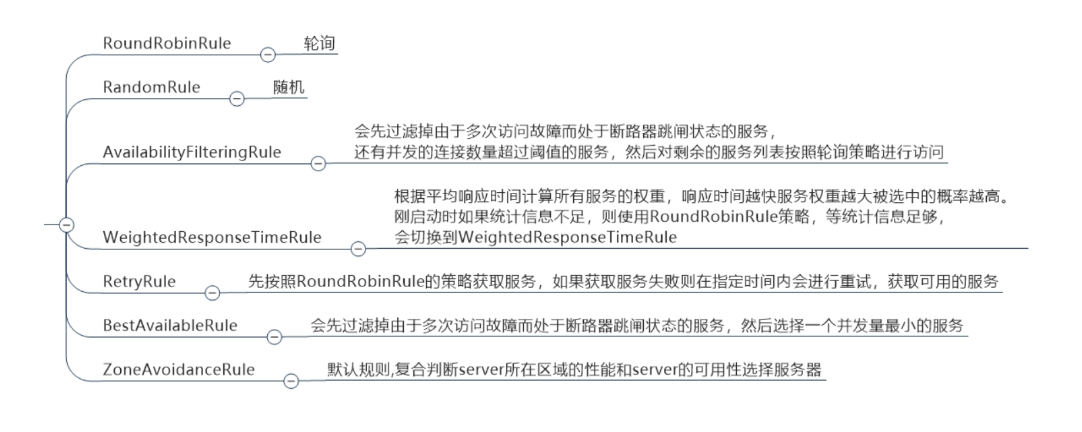 RoundRobinRule 轮询
RandomRule 随机
会先过滤掉由于多次访问故障而处于断路器跳闸状态的服务，
AvailabilityFilteringRule 还有并发的连接数量超过阈值的服务，然后对剩余的服务列表按照轮询策略进行访问
根据平均响应时间计算所有服务的权重，响应时间越快服务权重越大被选中的概率越高。
刚启动时如果统计信息不足，则使用RoundRobinRule策略，等统计信息足够，
WeightedResponseTimeRule 会切换到WeightedResponseTimeRule
RetryRule 先按照RoundRobinRule的策略获取服务，如果获取服务失败则在指定时间内会进行重试，获取可用的服务
BestAvailableRule 会先过滤掉由于多次访问故障而处于断路器跳闸状态的服务，然后选择一个并发量最小的服务
ZoneAvoidanceRule 默认规则,复合判断server所在区域的性能和server的可用性选择服务器